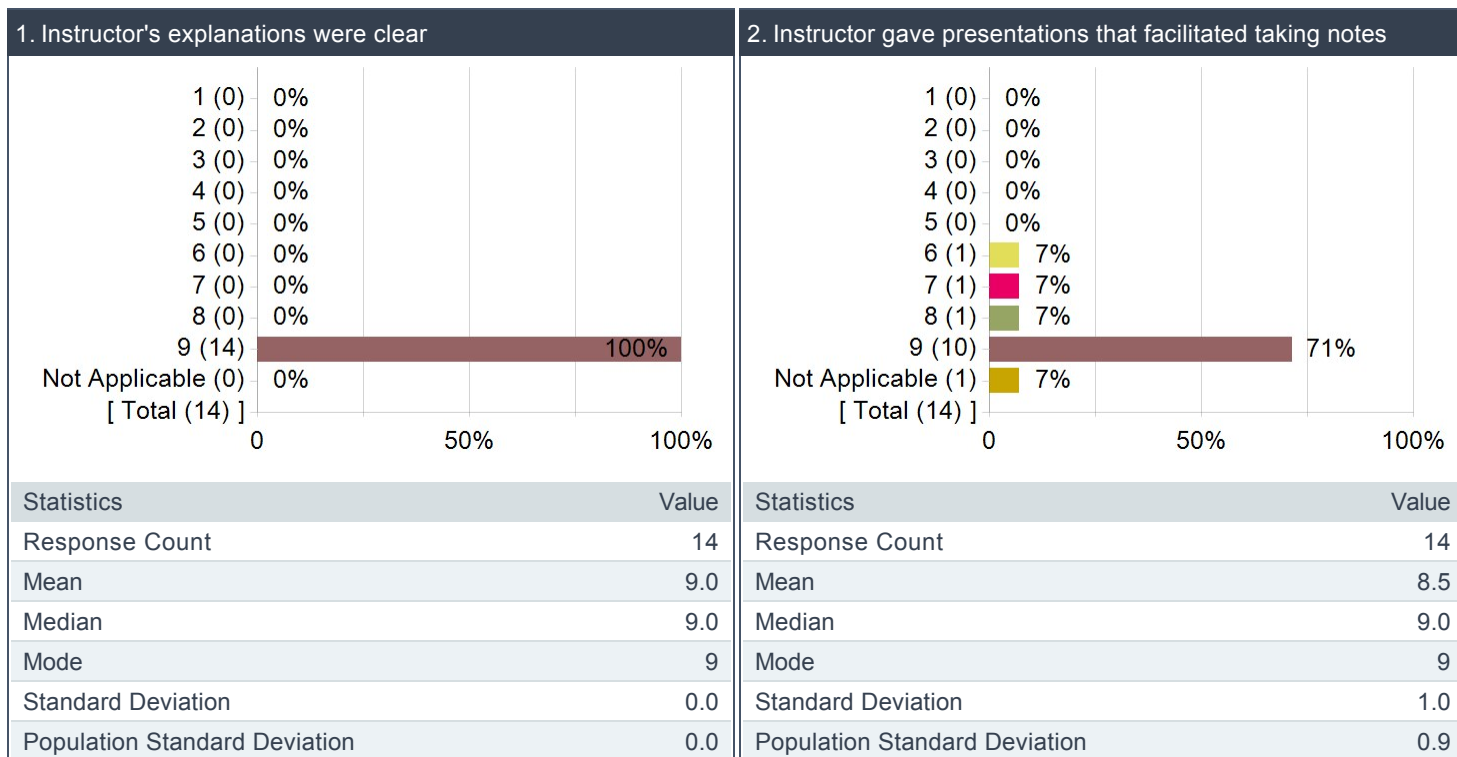 1. Instructor's explanations were clear
1 (0) 0%
2 (0) 0%
3 (0) 0%
4 (0) 0%
5 (0) 0%
6 (0) 0%
7 (0) 0%
8 (0) 0%
9 (14) 100%
Not Applicable (0) 0%
[ Total (14) ]
0 50% 100%
Statistics Value
Response Count 14
Mean 9.0
Median 9.0
Mode 9
Standard Deviation 0.0
Population Standard Deviation 0.0
2. Instructor gave presentations that facilitated taking notes
1 (0) 0%
2 (0) 0%
3 (0) 0%
4 (0) 0%
5 (0) 0%
6 (1) 7%
7 (1) 7%
8 (1) 7%
9 (10) 71%
Not Applicable (1) 7%
[ Total (14) ]
0 50% 100%
Statistics Value
Response Count 14
Mean 8.5
Median 9.0
Mode 9
Standard Deviation 1.0
Population Standard Deviation 0.9